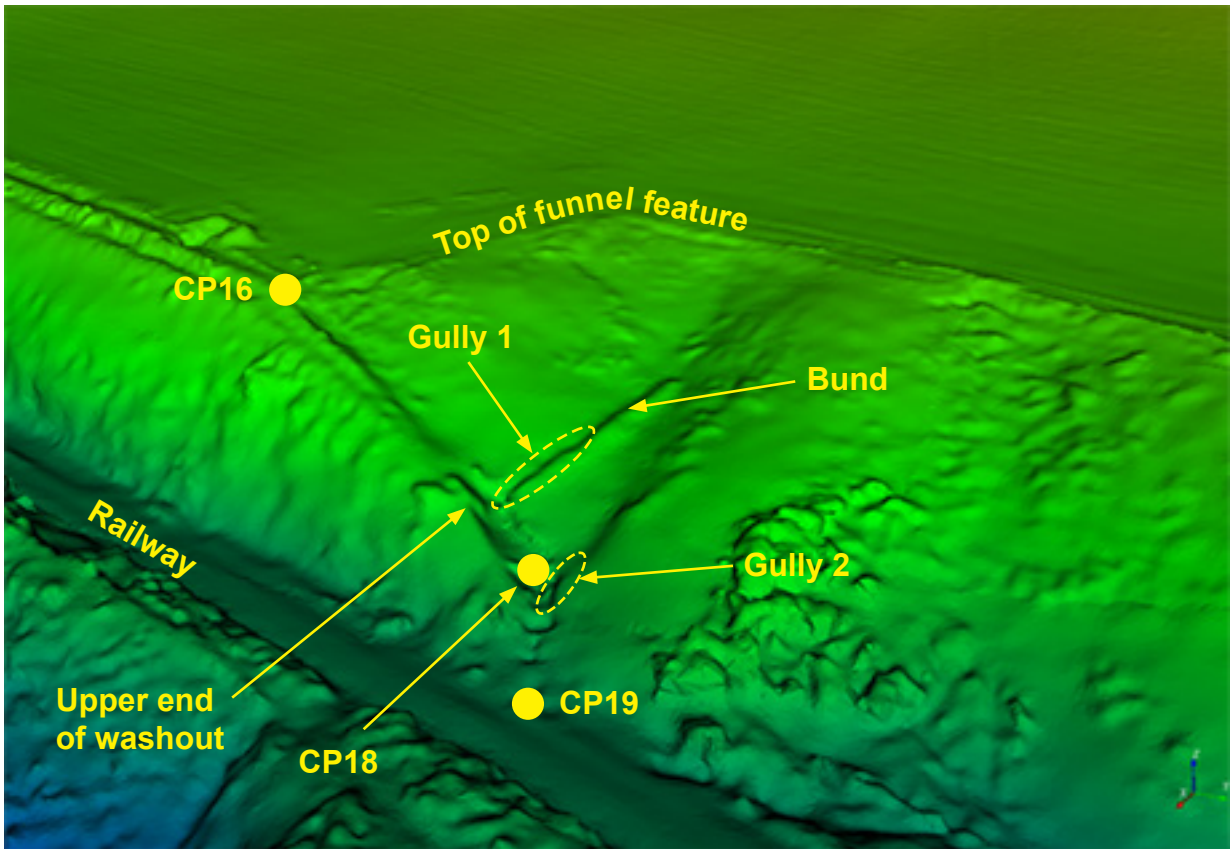 Top of funnel feature
CP16
Gully 1
Bund
Railway
Gully 2
Upper end
of washout
CP19
CP18